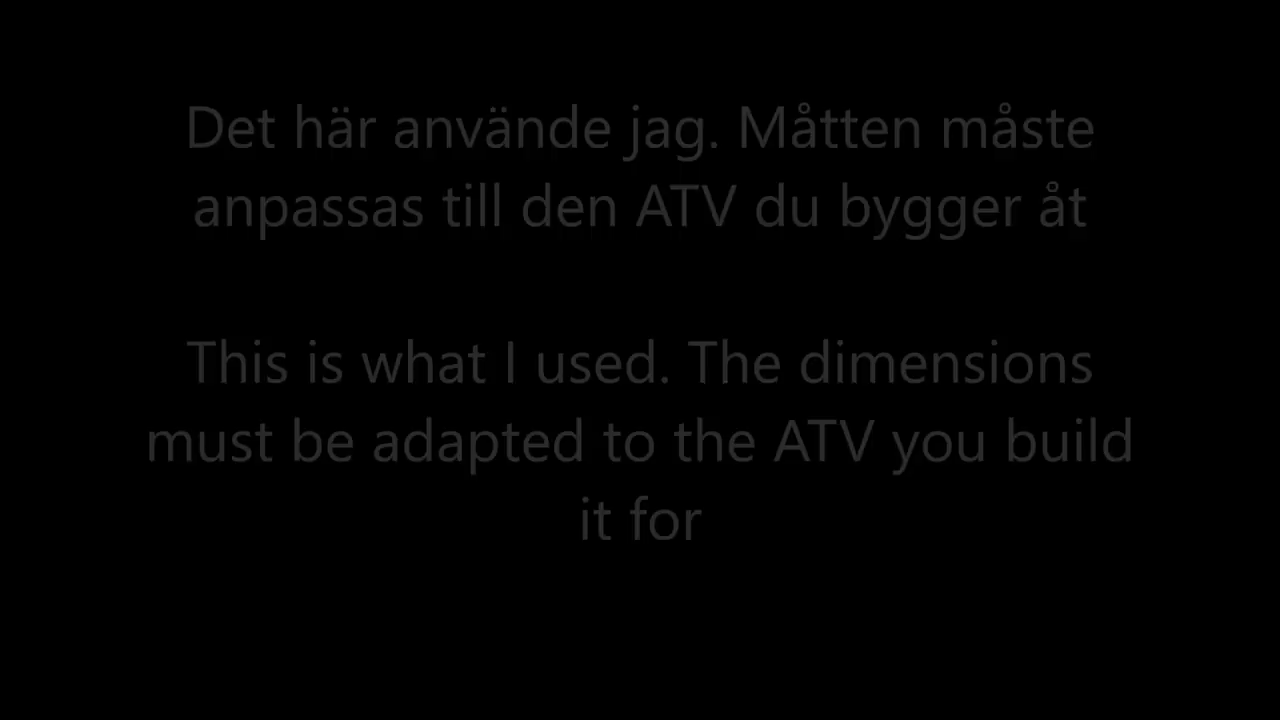 Det här använde jag. Måtten måste
anpassas till den ATV du bygger åt
This is what I used. The dimensions
must be adapted to the ATV you build
it for